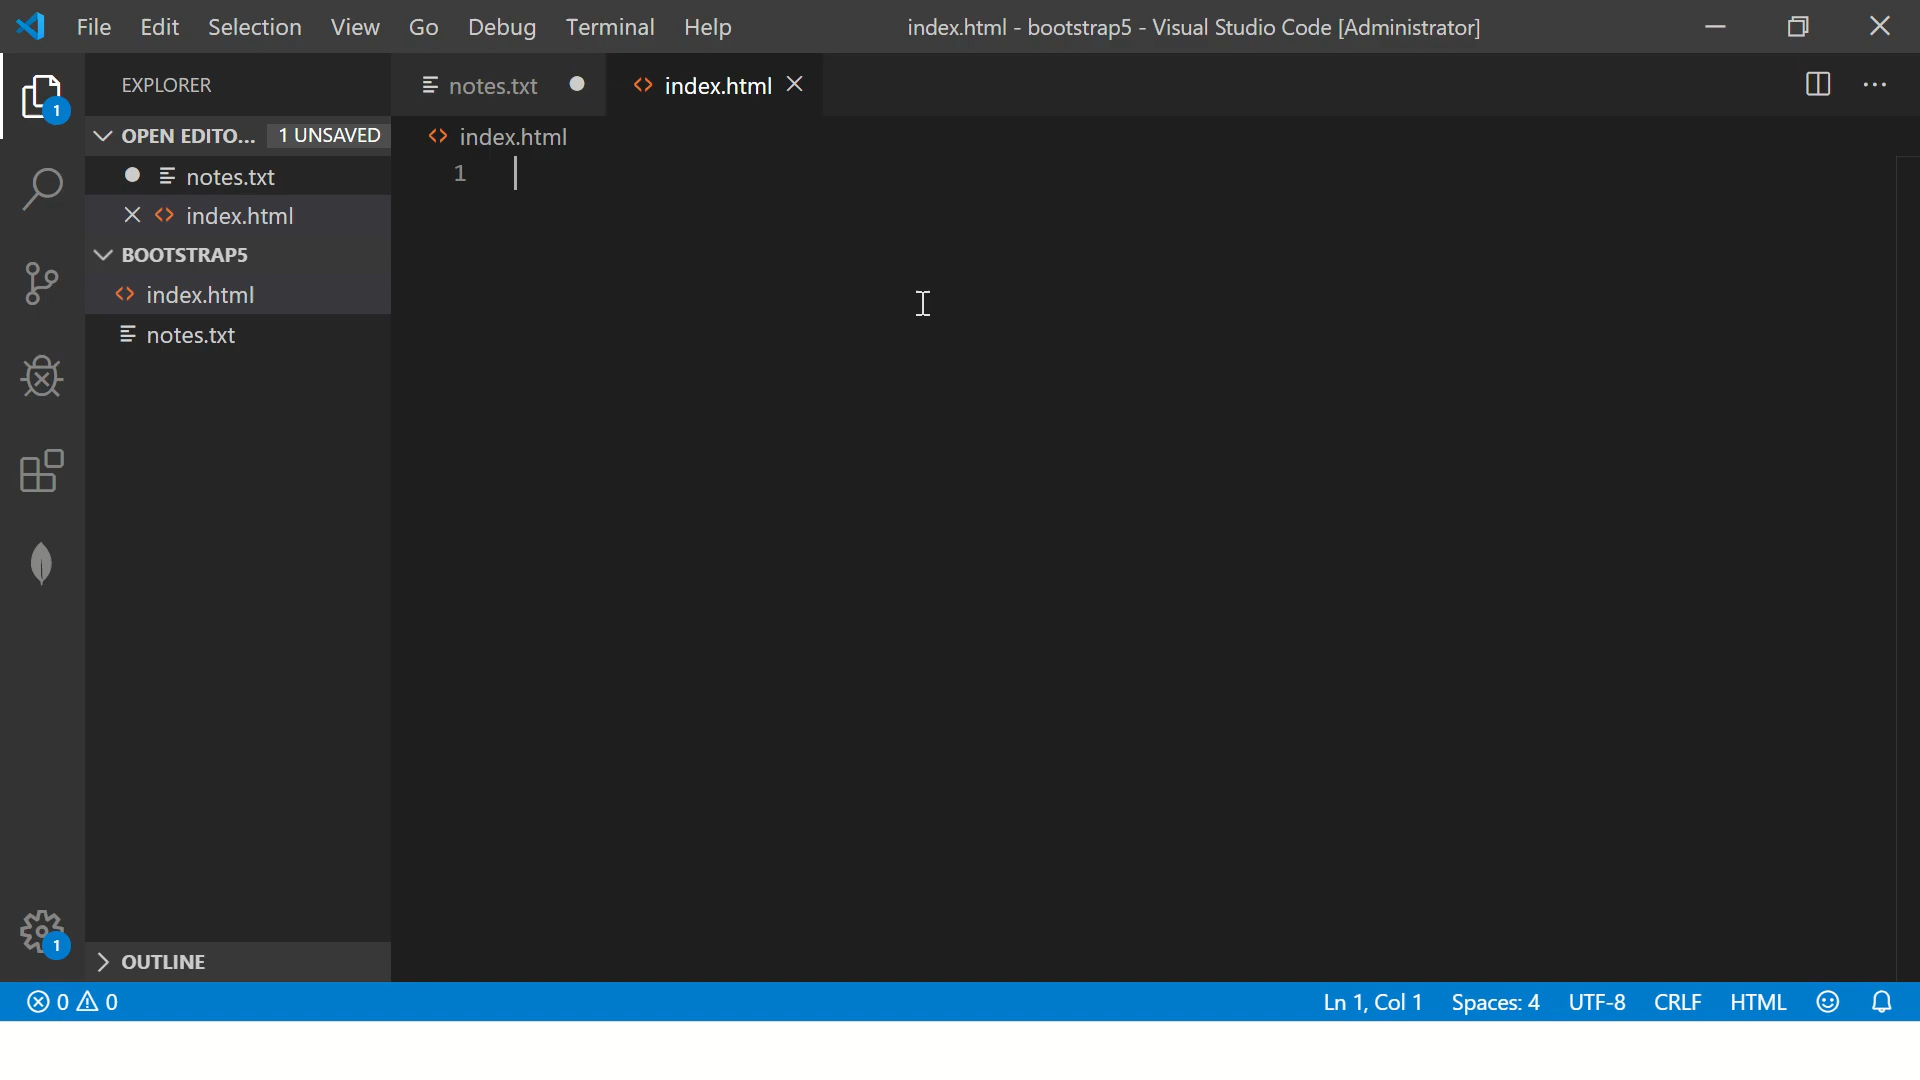 File Edit Selection View Go Debug Terminal Help index.html - bootstrap5 - Visual Studio Code [Administrator]
EXPLORER
notes.txt index.html
1
OPEN EDITO... 1 UNSAVED
index.html
notes.txt
1
index.html
BOOTSTRAP5
index.html
notes.txt
1
OUTLINE
0 0 Ln 1, Col 1 Spaces: 4 UTF-8 CRLF HTML